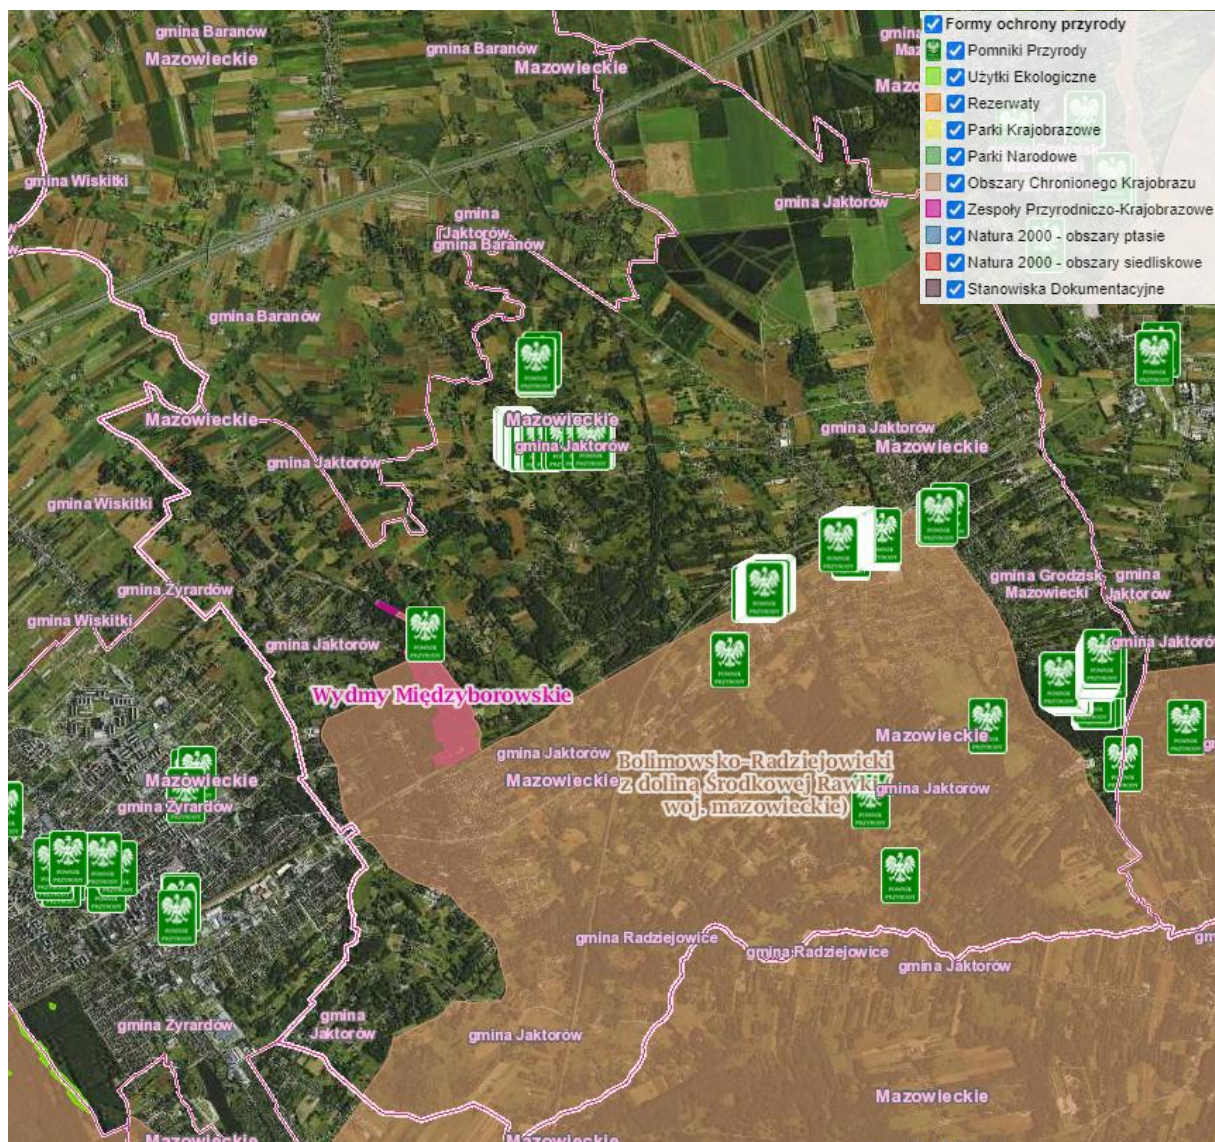 gmina Baranów
Mazowieckie
gmina Baranów
Mazowieckie
gmina
Formy ochrony przyrody
Pomniki Przyrody
Użytki Ekologiczne
Rezerwaty
Parki Krajobrazowe
Parki Narodowe
Obszary Chronionego Krajobrazu
Zespoły Przyrodniczo-Krajobrazowe
Natura 2000 - obszary ptasie
Natura 2000 - obszary siedliskowe
Stanowiska Dokumentacyjne
gmina Wiskitki
gmina Jaktorów
gmina
Jaktorów
gmina Baranów
gmina Baranów
POMNIK
PRZYRODY
Mazowieckie
Mazowieckie
gmina Jaktorów
gmina Jaktorów
Mazowieckie
gmina Jaktorów
gmina Wiskitki
gmina Żyrardów
gmina Grodzisk
Mazowiecki
gmina
Jaktorów
gmina Wiskitki
gmina Jaktorów
gmina Jaktoró
Wydmy Międzyborowskie
Mazowieckie
gmina Jaktorów
Bolimowsko-Radziejowicki
z doliną Środkowej Rawk
woj. mazowieckie)
Mazowieckie
gmina Żyrardów
Mazowieckie
gmina Jaktorów
gmina Radziejowice
gmina Radziejowice
gmina Jaktorów
gmina Żyrardów
gmina
Jaktorów
gmina Jaktorów
Mazowieckie
Mazowieckie
Mazowieckie